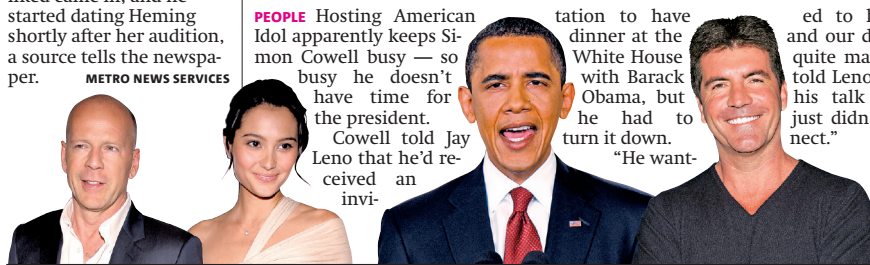 started dating Heming
shortly after her audition,
a source tells the newspa-
per.
METRO NEWS SERVICES
PEOPLE Hosting American
Idol apparently keeps Si-
mon Cowell busy — so
busy he doesn't
have time for
the president.
Cowell told Jay
Leno that he'd re-
ceived an
invi-
tation to have
dinner at the
White House
with Barack
Obama, but
he had to
turn it down.
"He want-
ed to
and our d
quite ma
told Leno
his talk
just didn
nect."